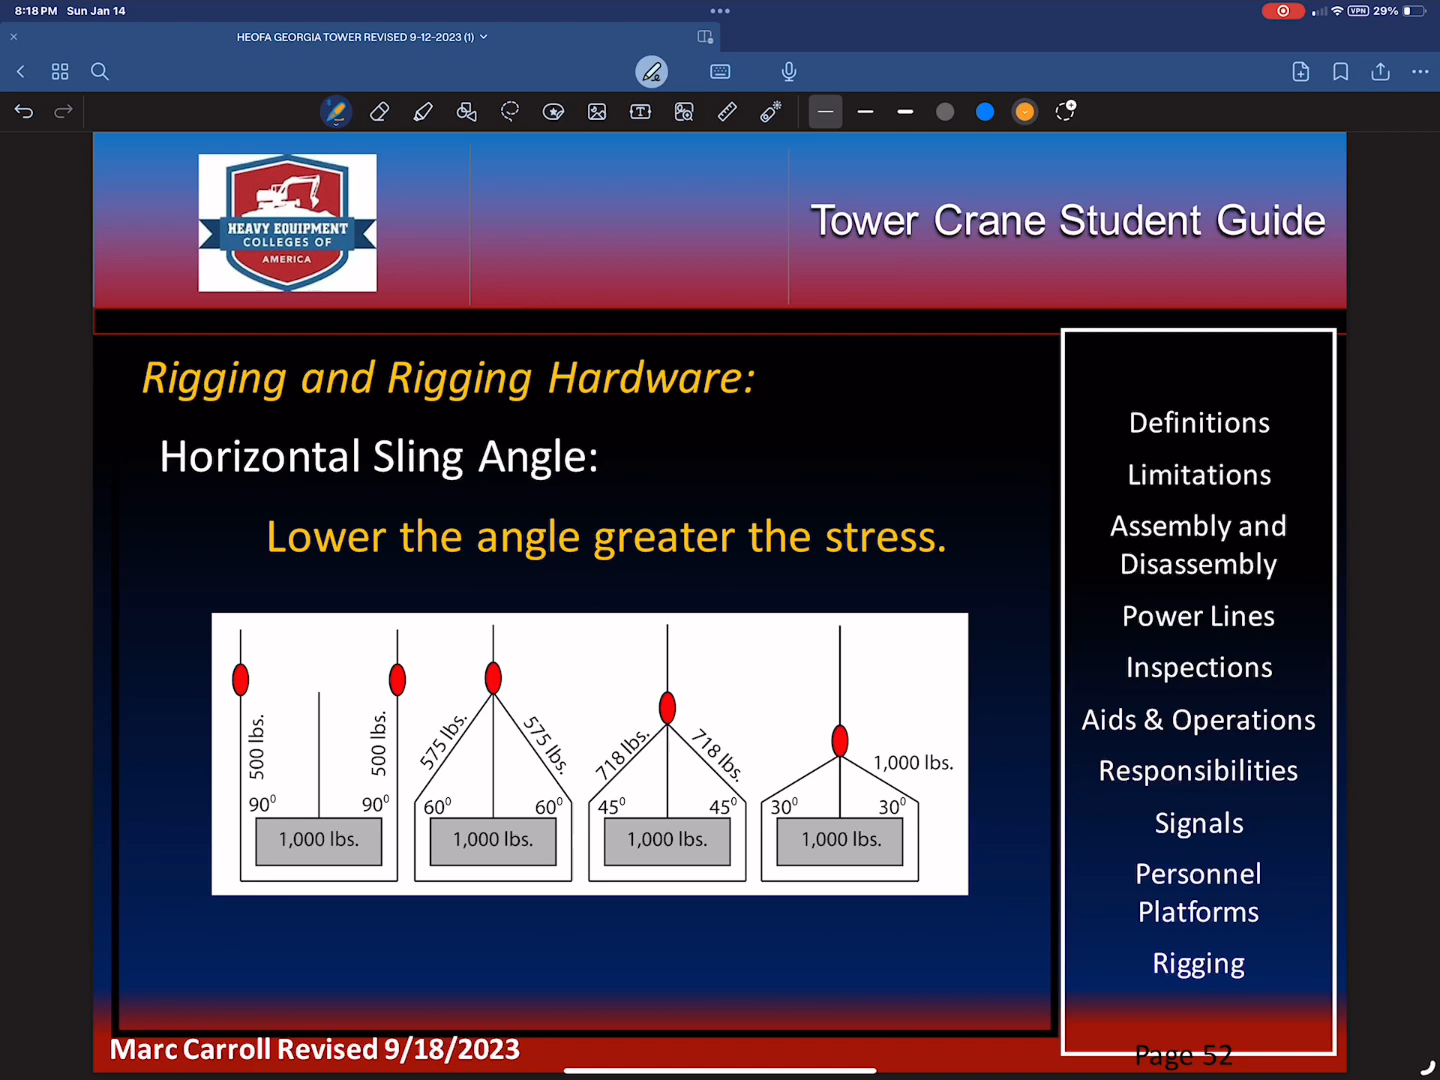 8:18 PM Sun Jan 14
VPN 29%
HEOFA GEORGIA TOWER REVISED 9-12-2023 (1)
HEAVY EQUIPMENT
COLLEGES OF
AMERICA
Tower Crane Student Guide
Rigging and Rigging Hardware:
Horizontal Sling Angle:
Lower the angle greater the stress.
500 lbs.
500 lbs.
90⁰
90⁰
1,000 lbs.
575 lbs.
575 lbs.
60⁰
60⁰
1,000 lbs.
718 lbs.
718 lbs.
45⁰
45⁰
1,000 lbs.
1,000 lbs.
30⁰
30⁰
1,000 lbs.
Definitions
Limitations
Assembly and
Disassembly
Power Lines
Inspections
Aids & Operations
Responsibilities
Signals
Personnel
Platforms
Rigging
Marc Carroll Revised 9/18/2023
Page 52